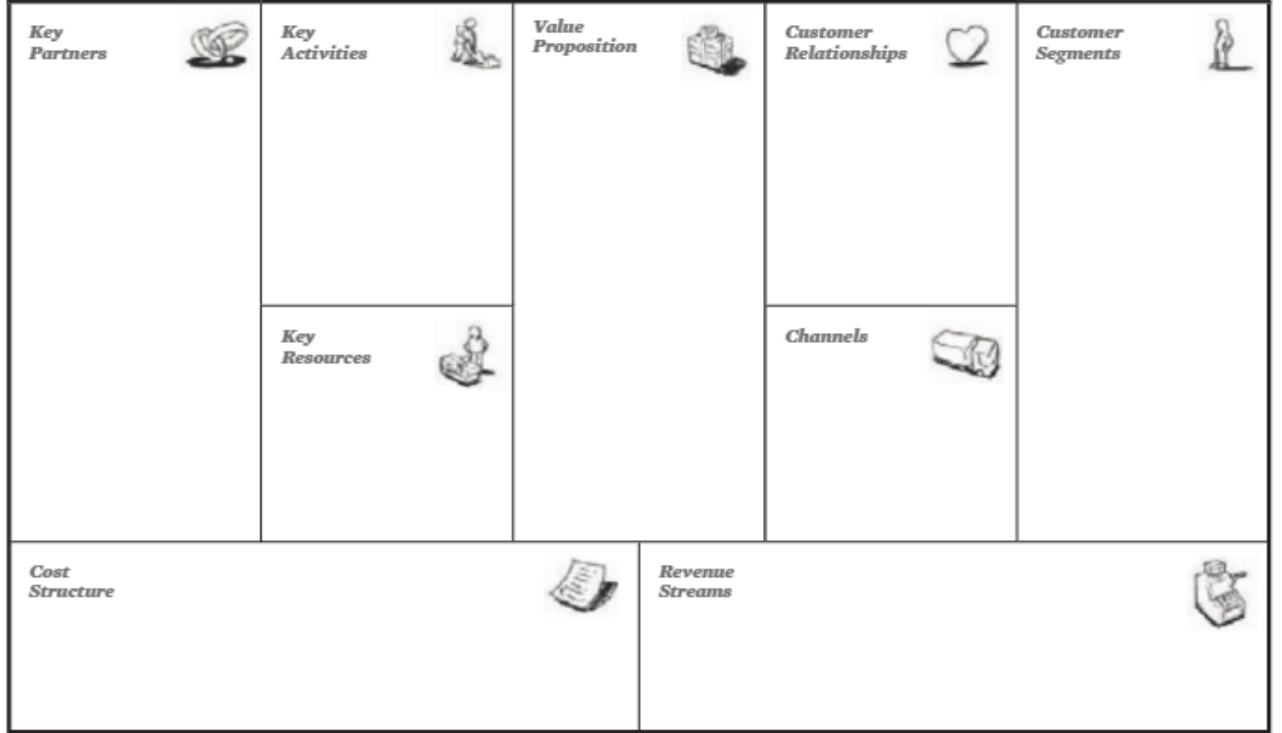 Key
Partners
Key
Activities
Value
Proposition
Customer
Relationships
Customer
Segments
Key
Resources
Channels
Cost
Structure
Revenue
Streams